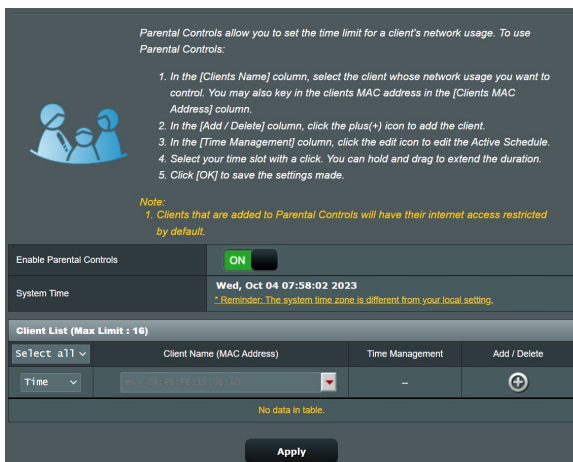 Parental Controls allow you to set the time limit for a client's network usage. To use
Parental Controls:
1. In the [Clients Name] column, select the client whose network usage you want to
control. You may also key in the clients MAC address in the [Clients MAC
Address] column.
2. In the [Add / Delete] column, click the plus(+) icon to add the client.
3. In the [Time Management] column, click the edit icon to edit the Active Schedule.
4. Select your time slot with a click. You can hold and drag to extend the duration.
5. Click [OK] to save the settings made.
Note:
1. Clients that are added to Parental Controls will have their internet access restricted
by default.
Enable Parental Controls ON
System Time Wed, Oct 04 07:58:02 2023
* Reminder: The system time zone is different from your local setting.
Client List (Max Limit : 16)
Select all Client Name (MAC Address) Time Management Add / Delete
Time --
No data in table.
Apply